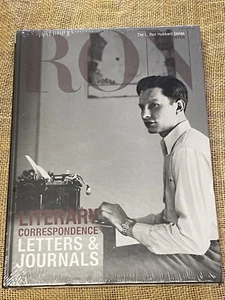 The L. Ron Hubbard Series
RON
LITERARY
CORRESPONDENCE
LETTERS &
JOURNALS